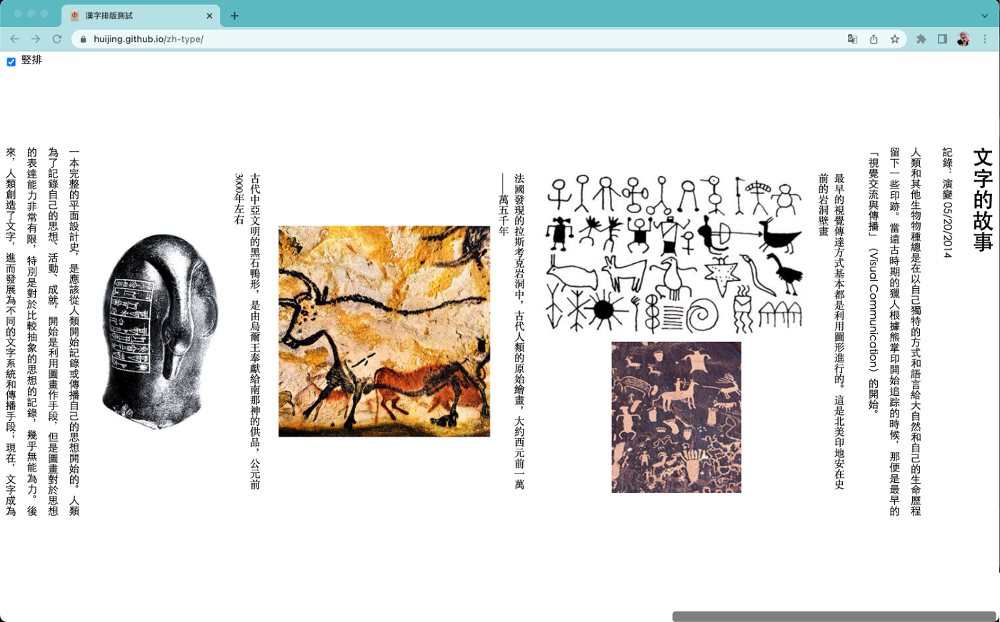 漢字排版測試
huijing.github.io/zh-type/
竪排
文字的故事
記錄：演變 05/20/2014
人類和其他生物物種總是在以自己獨特的方式和語言給大自然和自己的生命歷程
留下一些印跡。當遠古時期的獵人根據熊掌印開始追踪的時候，那便是最早的
「視覺交流與傳播」（Visual Communication）的開始。
最早的視覺傳達方式基本都是利用圖形進行的。這是北美印地安在史
前的岩洞壁畫
法國發現的拉斯考克岩洞中，古代人類的原始繪畫，大約西元前一萬
——萬五千年
古代中亞文明的黑石鴨形，是由烏爾王奉獻給南那神的供品，公元前
3000年左右
一本完整的平面設計史，是應該從人類開始記錄或傳播自己的思想開始的。人類
為了記錄自己的思想、活動、成就，開始是利用圖畫作手段，但是圖畫對於思想
的表達能力非常有限，特別是對於比較抽象的思想的記錄，幾乎無能為力。後
來，人類創造了文字，進而發展為不同的文字系統和傳播手段；現在，文字成為